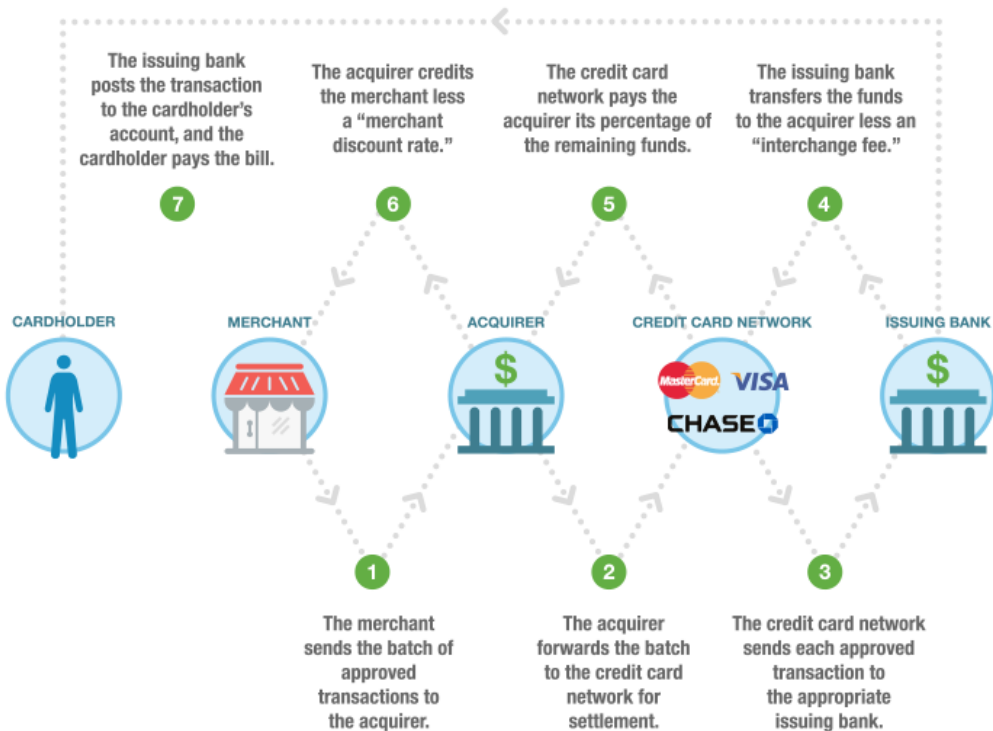 The issuing bank
posts the transaction
to the cardholder's
account, and the
cardholder pays the bill.
7
The acquirer credits
the merchant less
a “merchant
discount rate.”
6
The credit card
network pays the
acquirer its percentage of
the remaining funds.
5
The issuing bank
transfers the funds
to the acquirer less an
“interchange fee.”
4
CARDHOLDER
MERCHANT
ACQUIRER
CREDIT CARD NETWORK
ISSUING BANK
$
MasterCard
VISA
CHASE
$
1
The merchant
sends the batch of
approved
transactions to
the acquirer.
2
The acquirer
forwards the batch
to the credit card
network for
settlement.
3
The credit card network
sends each approved
transaction to
the appropriate
issuing bank.